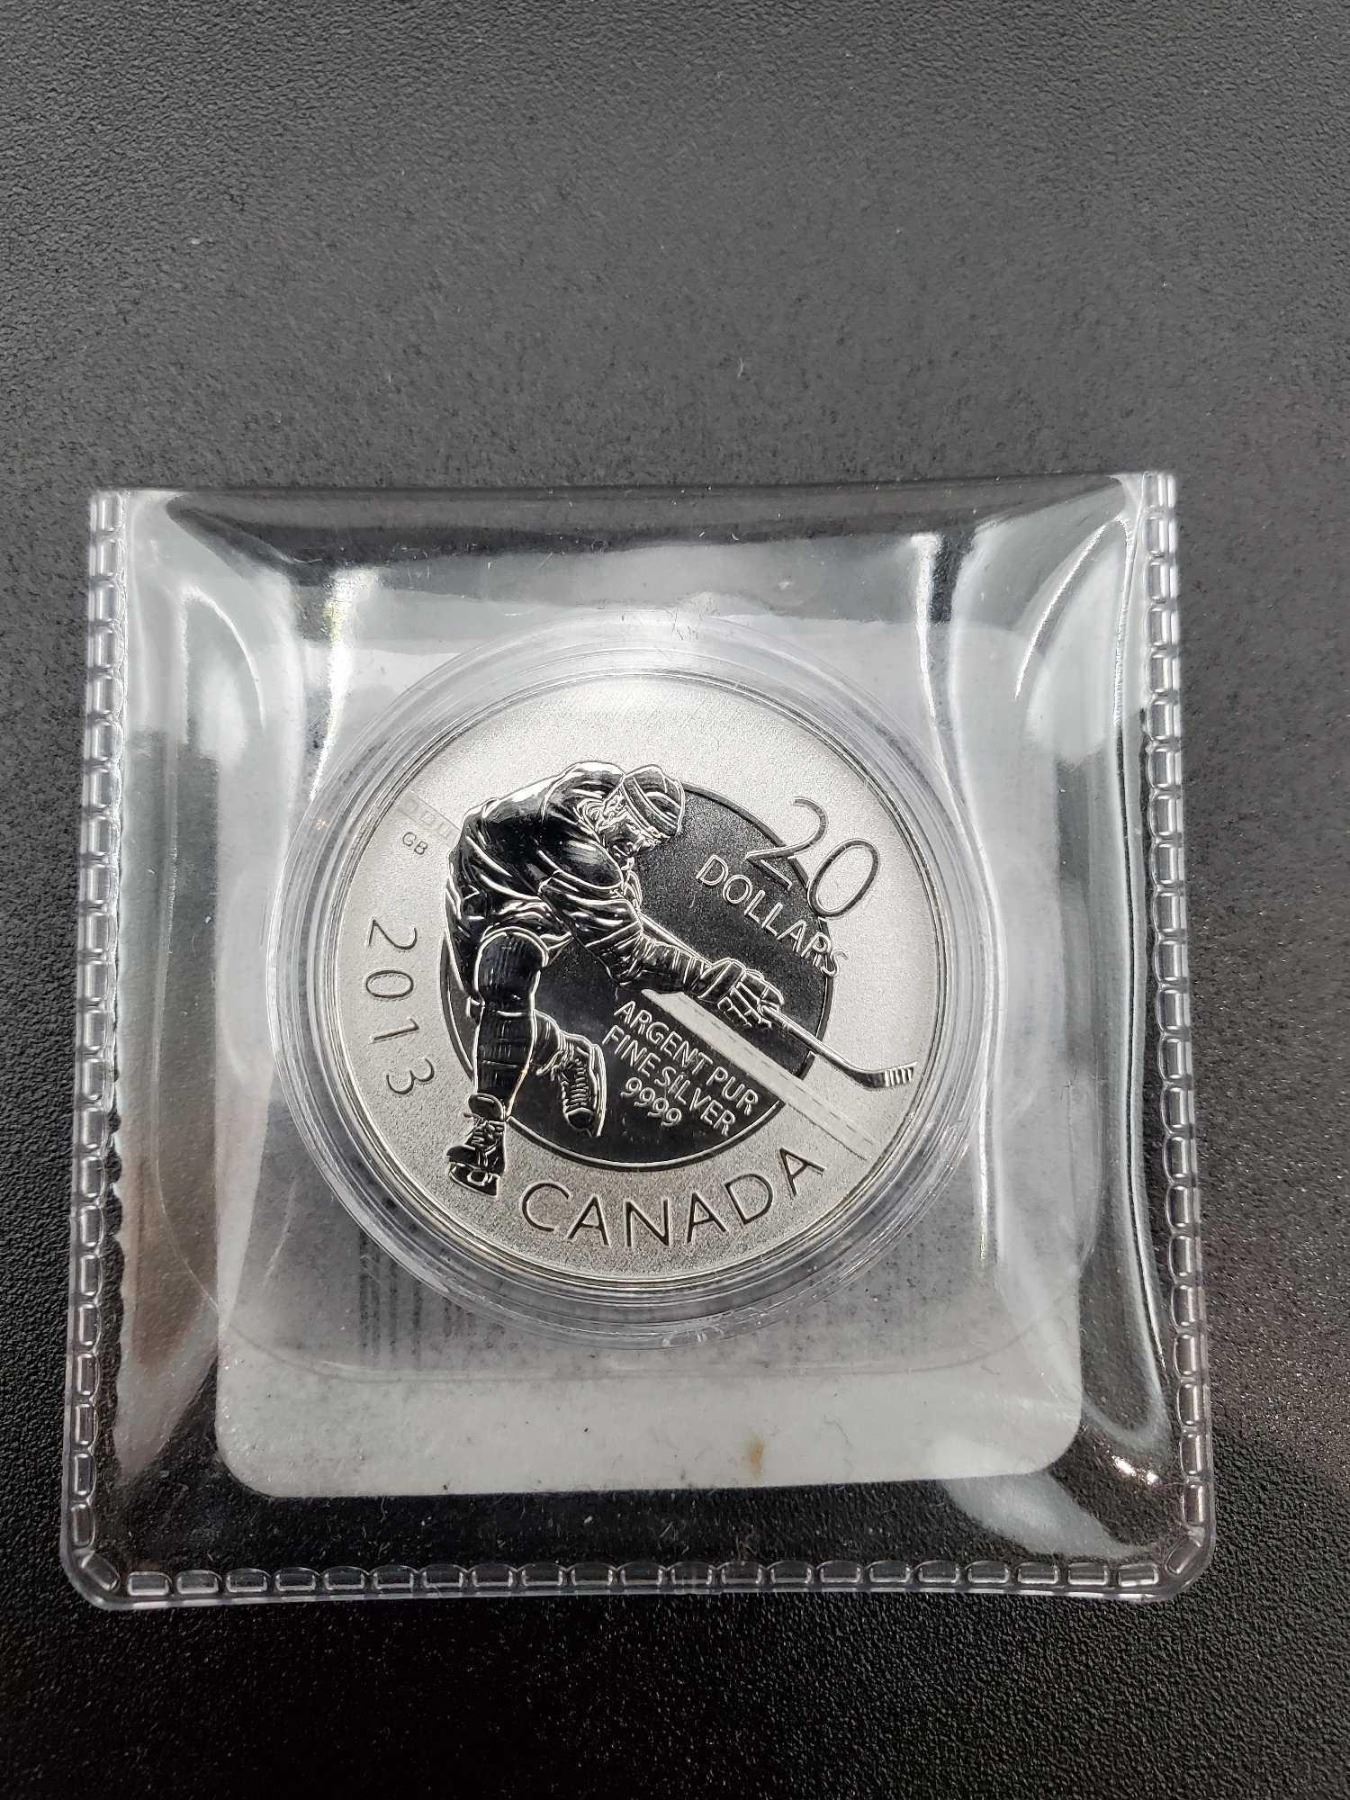 20
DOLLARS
GB
2013
ARGENT PUR
FINE SILVER
9999
CANADA